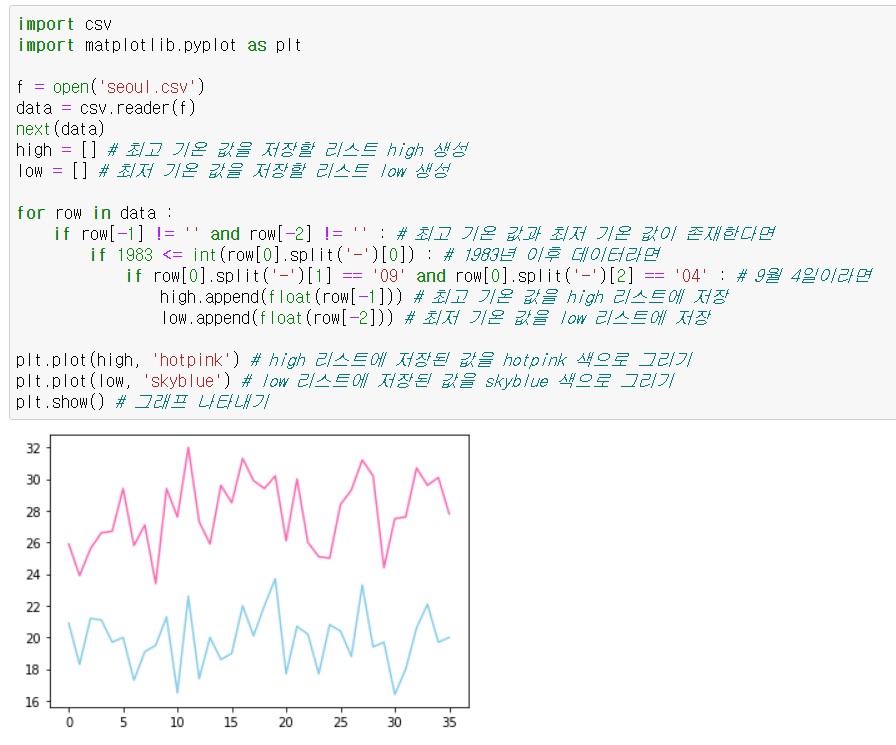 import csv
import matplotlib.pyplot as plt
f = open('seoul.csv')
data = csv.reader(f)
next(data)
high = [] # 최고 기온 값을 저장할 리스트 high 생성
low = [] # 최저 기온 값을 저장할 리스트 low 생성
for row in data :
    if row[-1] != '' and row[-2] != '' : # 최고 기온 값과 최저 기온 값이 존재한다면
        if 1983 <= int(row[0].split('-')[0]) : # 1983년 이후 데이터라면
            if row[0].split('-')[1] == '09' and row[0].split('-')[2] == '04' : # 9월 4일이라면
                high.append(float(row[-1])) # 최고 기온 값을 high 리스트에 저장
                low.append(float(row[-2])) # 최저 기온 값을 low 리스트에 저장
plt.plot(high, 'hotpink') # high 리스트에 저장된 값을 hotpink 색으로 그리기
plt.plot(low, 'skyblue') # low 리스트에 저장된 값을 skyblue 색으로 그리기
plt.show() # 그래프 나타내기
32
30
28
26
24
22
20
18
16
0 5 10 15 20 25 30 35